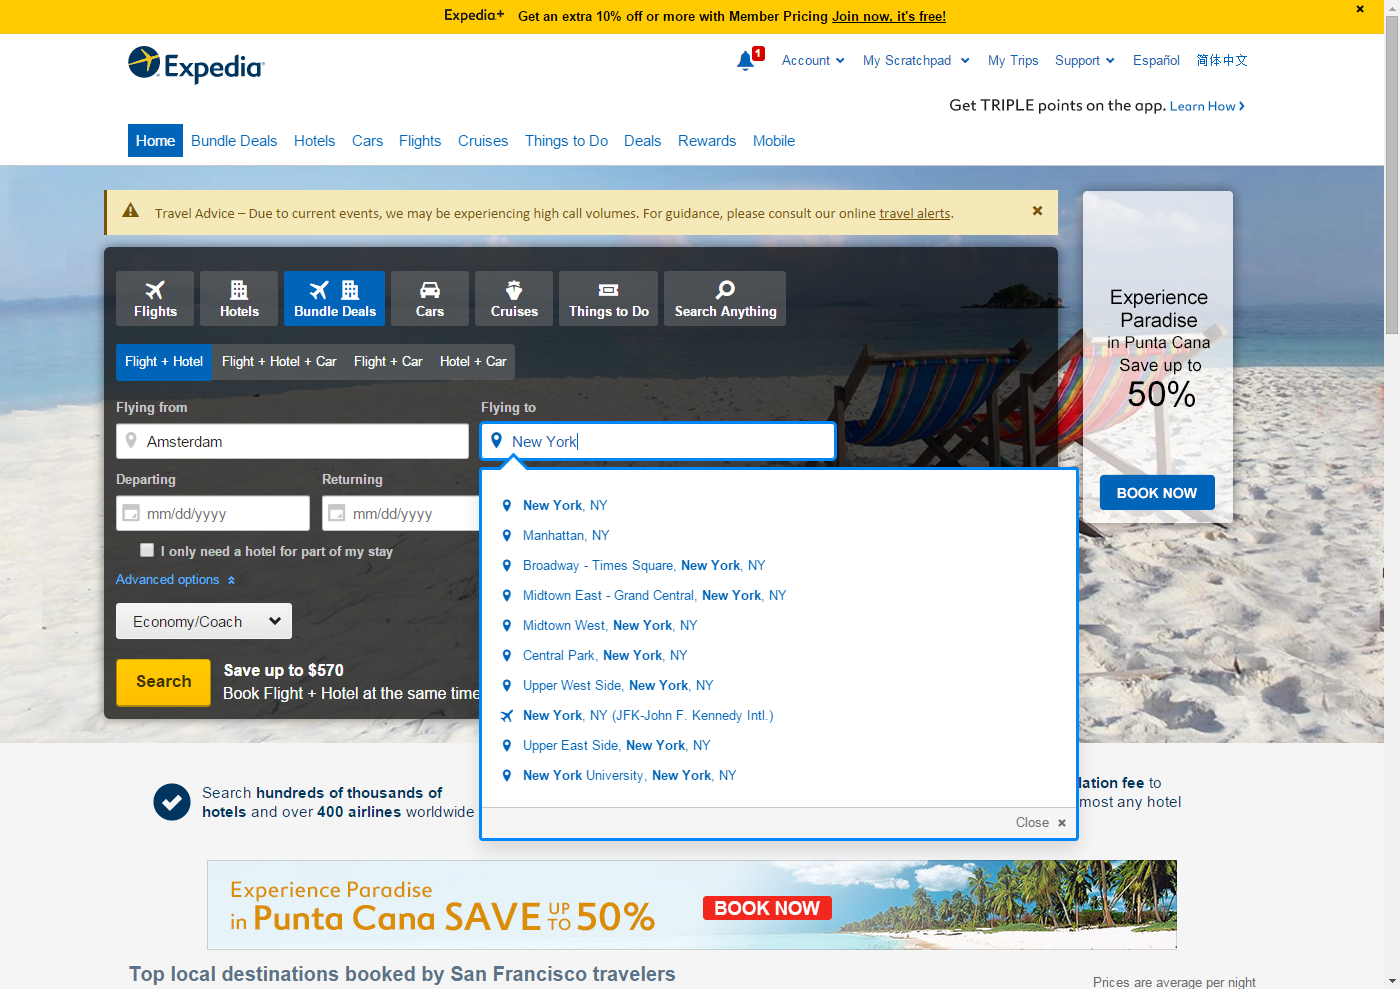 Expedia+ Get an extra 10% off or more with Member Pricing Join now, it's free!
Expedia
1 Account My Scratchpad My Trips Support Español 简体中文
Get TRIPLE points on the app. Learn How
Home Bundle Deals Hotels Cars Flights Cruises Things to Do Deals Rewards Mobile
Travel Advice – Due to current events, we may be experiencing high call volumes. For guidance, please consult our online travel alerts.
Flights Hotels Bundle Deals Cars Cruises Things to Do Search Anything
Flight + Hotel Flight + Hotel + Car Flight + Car Hotel + Car
Flying from Flying to
Amsterdam New York
Departing Returning
mm/dd/yyyy mm/dd/yyyy
I only need a hotel for part of my stay
Advanced options
Economy/Coach
Search
Save up to $570
Book Flight + Hotel at the same time
New York, NY
Manhattan, NY
Broadway - Times Square, New York, NY
Midtown East - Grand Central, New York, NY
Midtown West, New York, NY
Central Park, New York, NY
Upper West Side, New York, NY
New York, NY (JFK-John F. Kennedy Intl.)
Upper East Side, New York, NY
New York University, New York, NY
Close
Experience
Paradise
in Punta Cana
Save up to
50%
BOOK NOW
Search hundreds of thousands of
hotels and over 400 airlines worldwide
lation fee to
most any hotel
Experience Paradise
in Punta Cana SAVE UP TO 50%
BOOK NOW
Top local destinations booked by San Francisco travelers
Prices are average per night